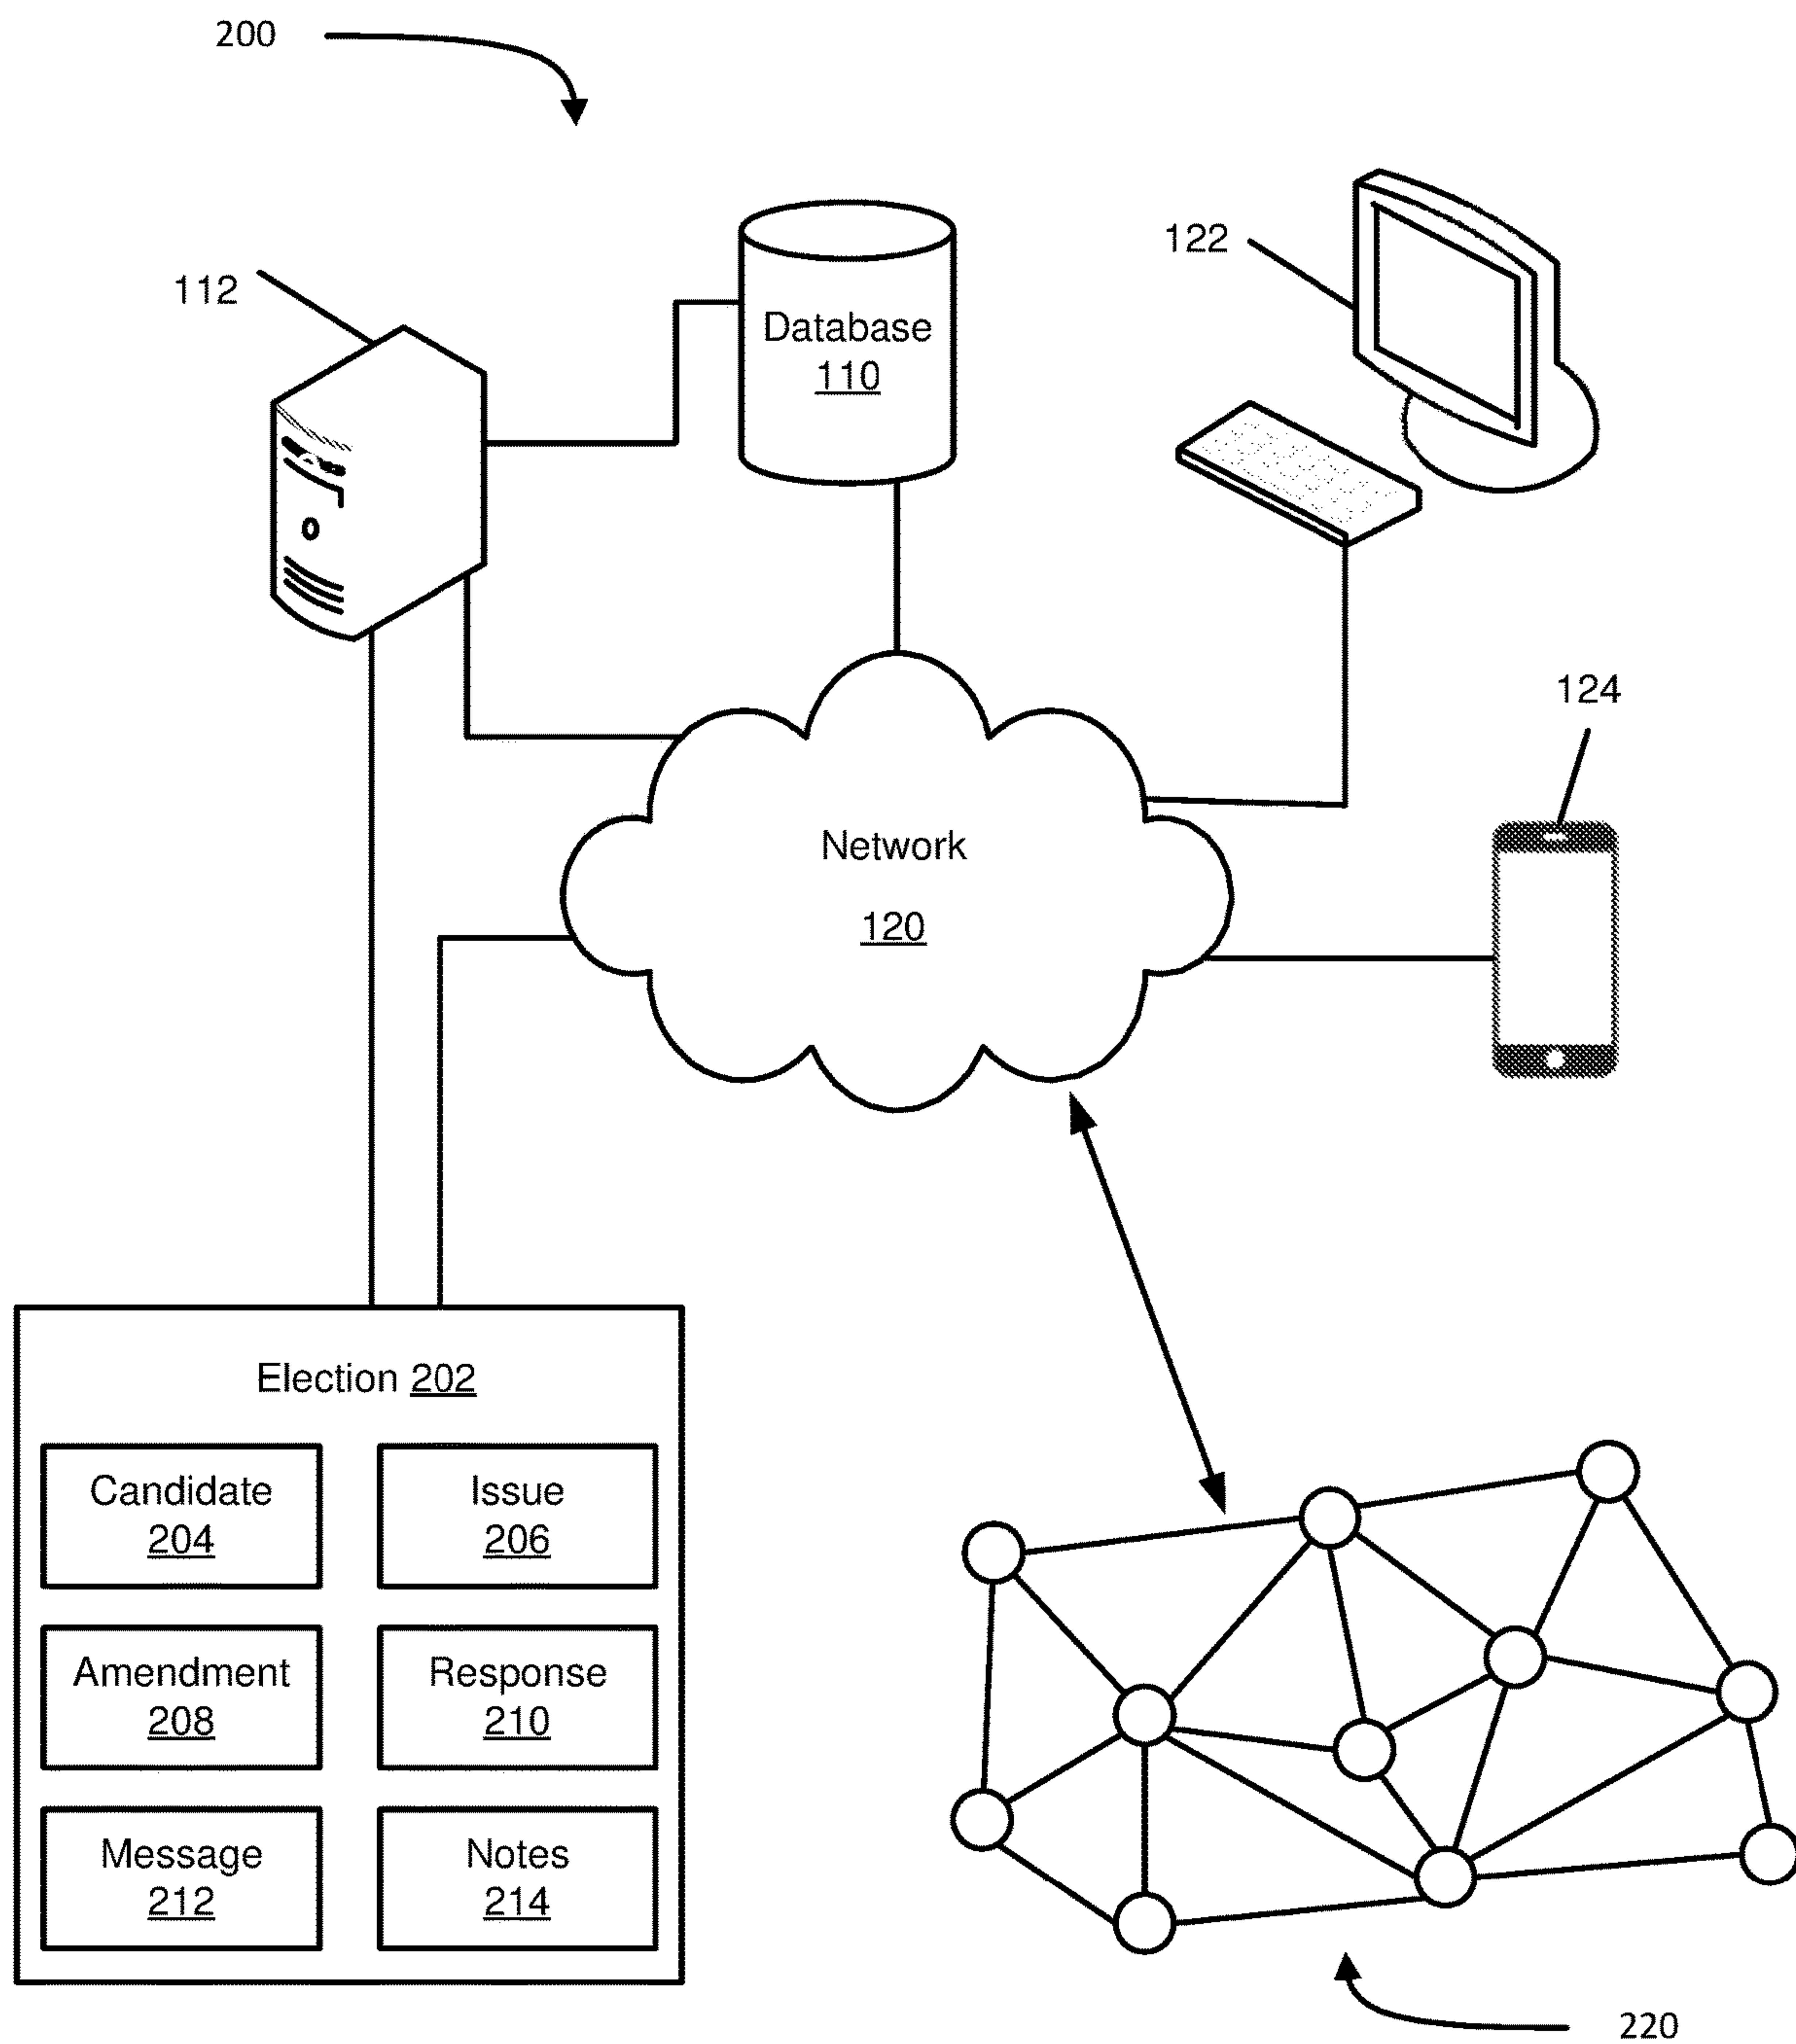 200
122
112
Database
110
124
Network
120
Election 202
Candidate
204
Issue
206
Amendment
208
Response
210
Message
212
Notes
214
220